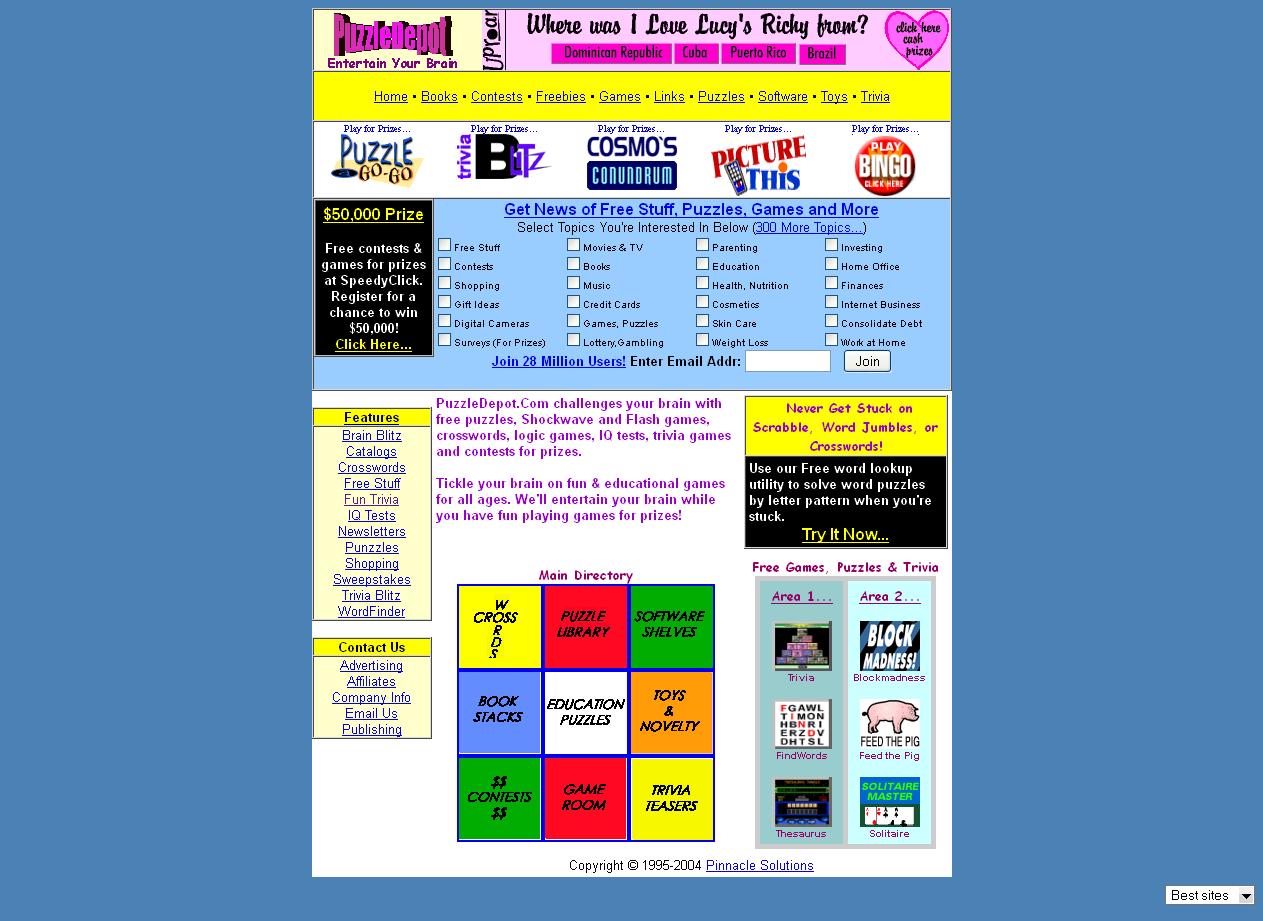 PuzzleDepot
Entertain Your Brain
uproar
Where was I Love Lucy's Richy from?
Dominican Republic Cuba Puerto Rico Brazil
click here
cash
prizes
Home • Books • Contests • Freebies • Games • Links • Puzzles • Software • Toys • Trivia
Play for Prizes... Play for Prizes... Play for Prizes... Play for Prizes... Play for Prizes...
PUZZLE
GO-GO
trivia BLITZ
COSMO'S
CONUNDRUM
PICTURE
THIS
PLAY
BINGO
CLICK HERE
$50,000 Prize
Free contests &
games for prizes
at SpeedyClick.
Register for a
chance to win
$50,000!
Click Here...
Get News of Free Stuff, Puzzles, Games and More
Select Topics You're Interested In Below (300 More Topics...)
Free Stuff Movies & TV Parenting Investing
Contests Books Education Home Office
Shopping Music Health, Nutrition Finances
Gift Ideas Credit Cards Cosmetics Internet Business
Digital Cameras Games, Puzzles Skin Care Consolidate Debt
Surveys (For Prizes) Lottery,Gambling Weight Loss Work at Home
Join 28 Million Users! Enter Email Addr: Join
Features
Brain Blitz
Catalogs
Crosswords
Free Stuff
Fun Trivia
IQ Tests
Newsletters
Punzzles
Shopping
Sweepstakes
Trivia Blitz
WordFinder
Contact Us
Advertising
Affiliates
Company Info
Email Us
Publishing
PuzzleDepot.Com challenges your brain with
free puzzles, Shockwave and Flash games,
crosswords, logic games, IQ tests, trivia games
and contests for prizes.
Tickle your brain on fun & educational games
for all ages. We'll entertain your brain while
you have fun playing games for prizes!
Never Get Stuck on
Scrabble, Word Jumbles, or
Crosswords!
Use our Free word lookup
utility to solve word puzzles
by letter pattern when you're
stuck.
Try It Now...
Main Directory
CROSS
WORDS
PUZZLE
LIBRARY
SOFTWARE
SHELVES
BOOK
STACKS
EDUCATION
PUZZLES
TOYS
&
NOVELTY
$$
CONTESTS
$$
GAME
ROOM
TRIVIA
TEASERS
Free Games, Puzzles & Trivia
Area 1... Area 2...
BLOCK
MADNESS!
Trivia Blockmadness
FGAWL
TIMON
HBNRI
ERZDV
DHTSL
FEED THE PIG
FindWords Feed the Pig
SOLITAIRE
MASTER
Thesaurus Solitaire
Copyright © 1995-2004 Pinnacle Solutions
Best sites